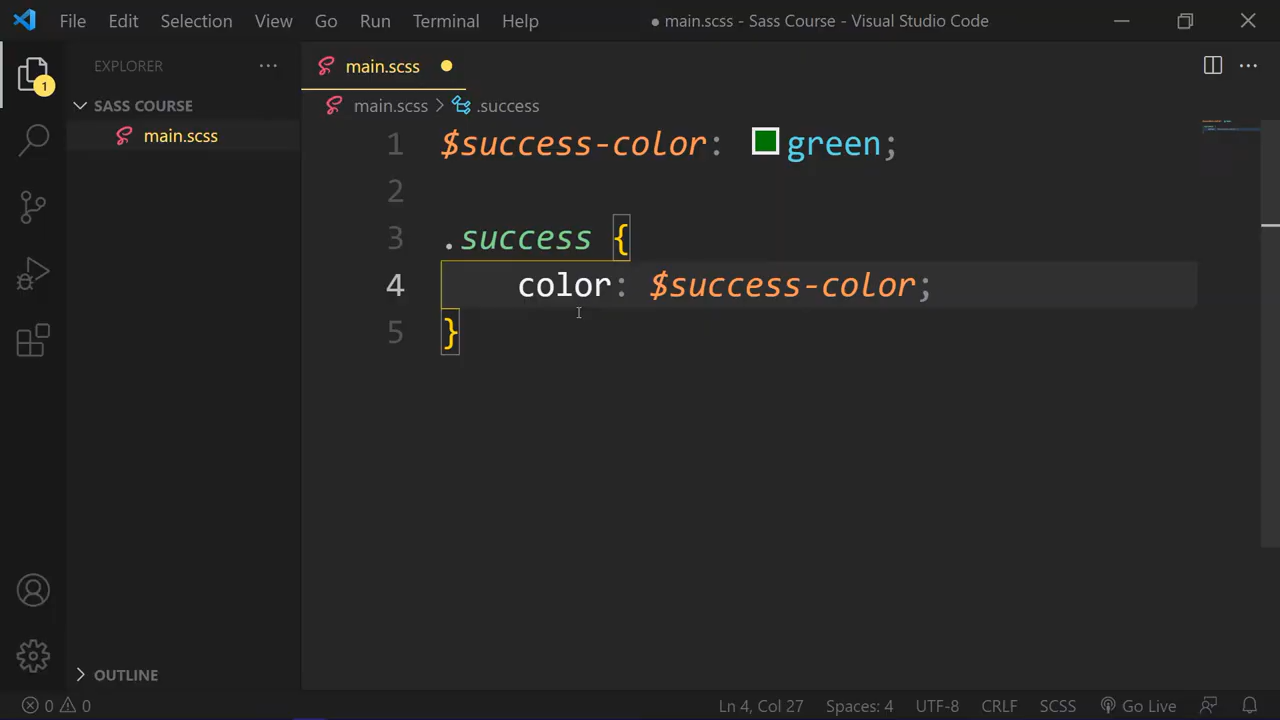 File Edit Selection View Go Run Terminal Help ● main.scss - Sass Course - Visual Studio Code
EXPLORER
SASS COURSE
main.scss
1
main.scss
main.scss > .success
1 $success-color: green;
2
3 .success {
4 color: $success-color;
5 }
OUTLINE
0 0 Ln 4, Col 27 Spaces: 4 UTF-8 CRLF SCSS Go Live